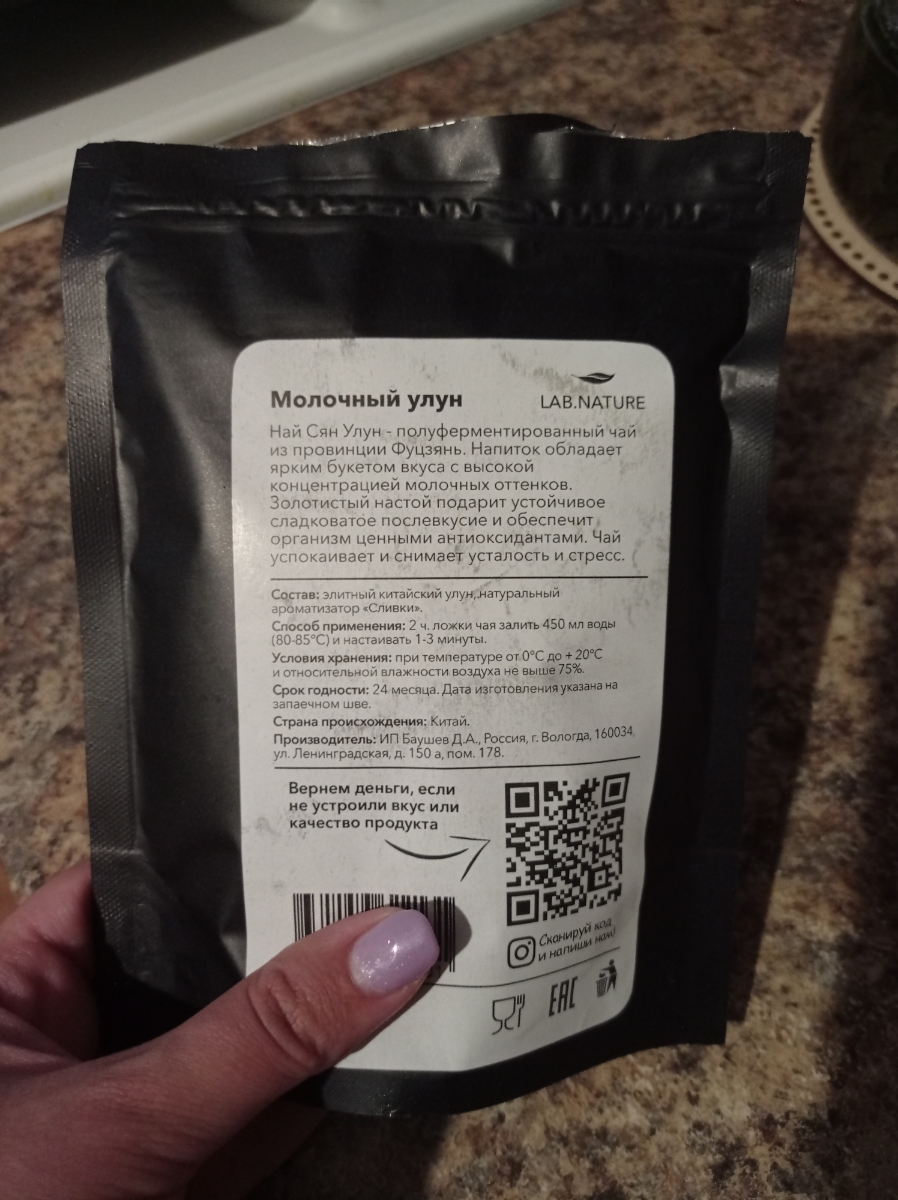 Молочный улун
LAB.NATURE
Най Сян Улун - полуферментированный чай
из провинции Фуцзянь. Напиток обладает
ярким букетом вкуса с высокой
концентрацией молочных оттенков.
Золотистый настой подарит устойчивое
сладковатое послевкусие и обеспечит
организм ценными антиоксидантами. Чай
успокаивает и снимает усталость и стресс.
Состав: элитный китайский улун, натуральный
ароматизатор «Сливки».
Способ применения: 2 ч. ложки чая залить 450 мл воды
(80-85°C) и настаивать 1-3 минуты.
Условия хранения: при температуре от 0°C до + 20°C
и относительной влажности воздуха не выше 75%.
Срок годности: 24 месяца. Дата изготовления указана на
запаечном шве.
Страна происхождения: Китай.
Производитель: ИП Баушев Д.А., Россия, г. Вологда, 160034,
ул. Ленинградская, д. 150 а, пом. 178.
Вернем деньги, если
не устроили вкус или
качество продукта
Сканируй код
и напиши нам!
EAC